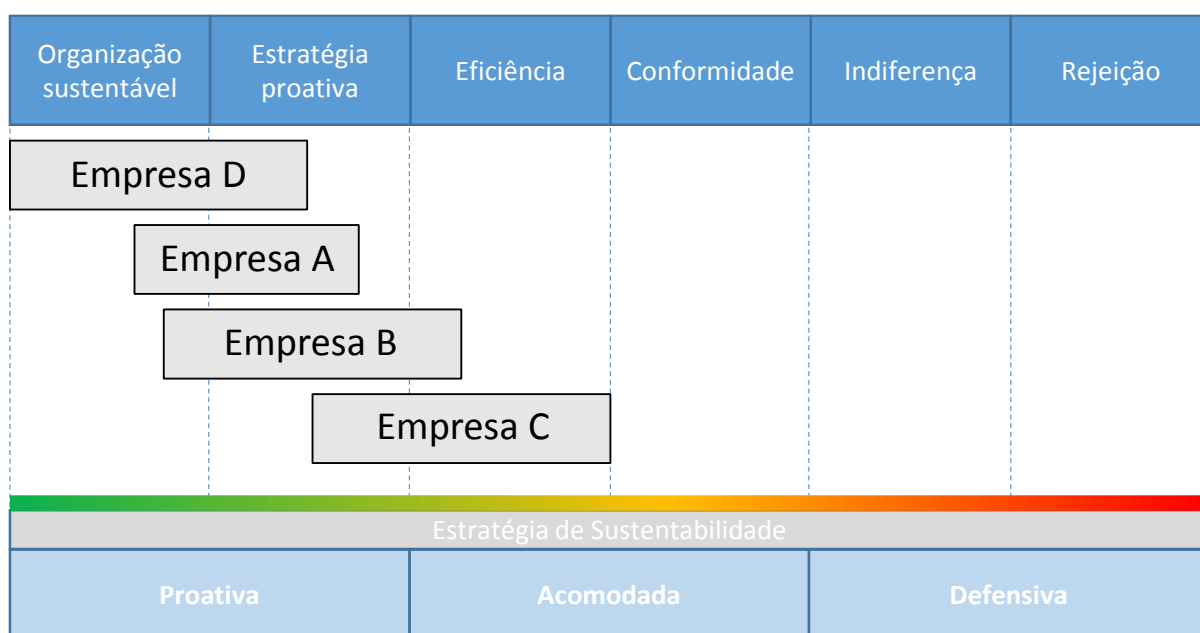 Organização
sustentável
Estratégia
proativa
Eficiência
Conformidade
Indiferença
Rejeição
Empresa D
Empresa A
Empresa B
Empresa C
Estratégia de Sustentabilidade
Proativa
Acomodada
Defensiva